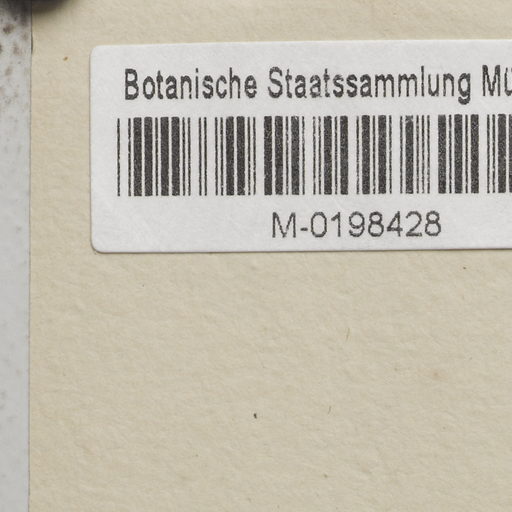 Botanische Staatssammlung Mü
M-0198428